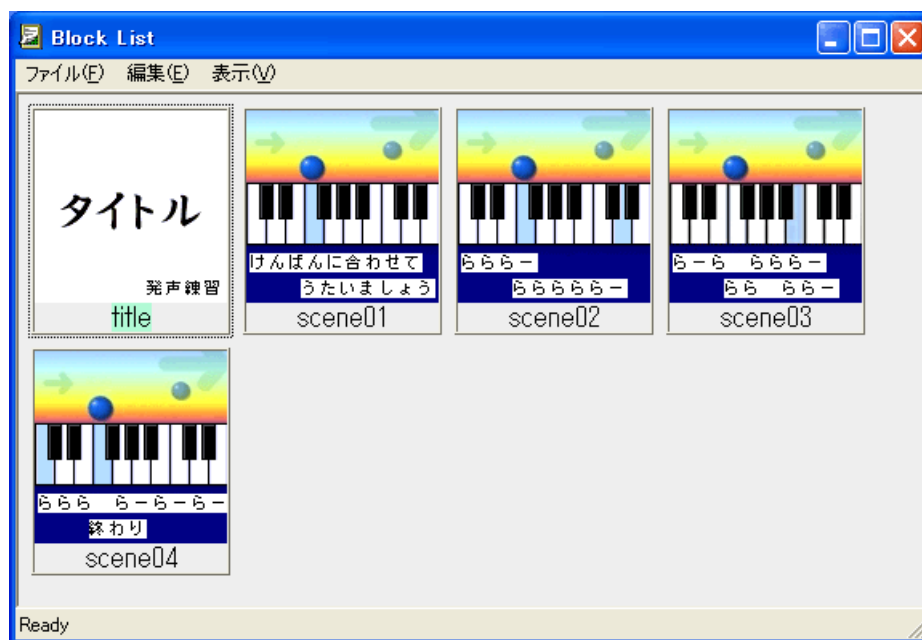 Block List
ファイル(F) 編集(E) 表示(V)
タイトル
発声練習
title
けんばんに合わせて
うたいましょう
scene01
らららー
らららららー
scene02
らーら らららー
らら ららー
scene03
ららら らーらーらー
終わり
scene04
Ready